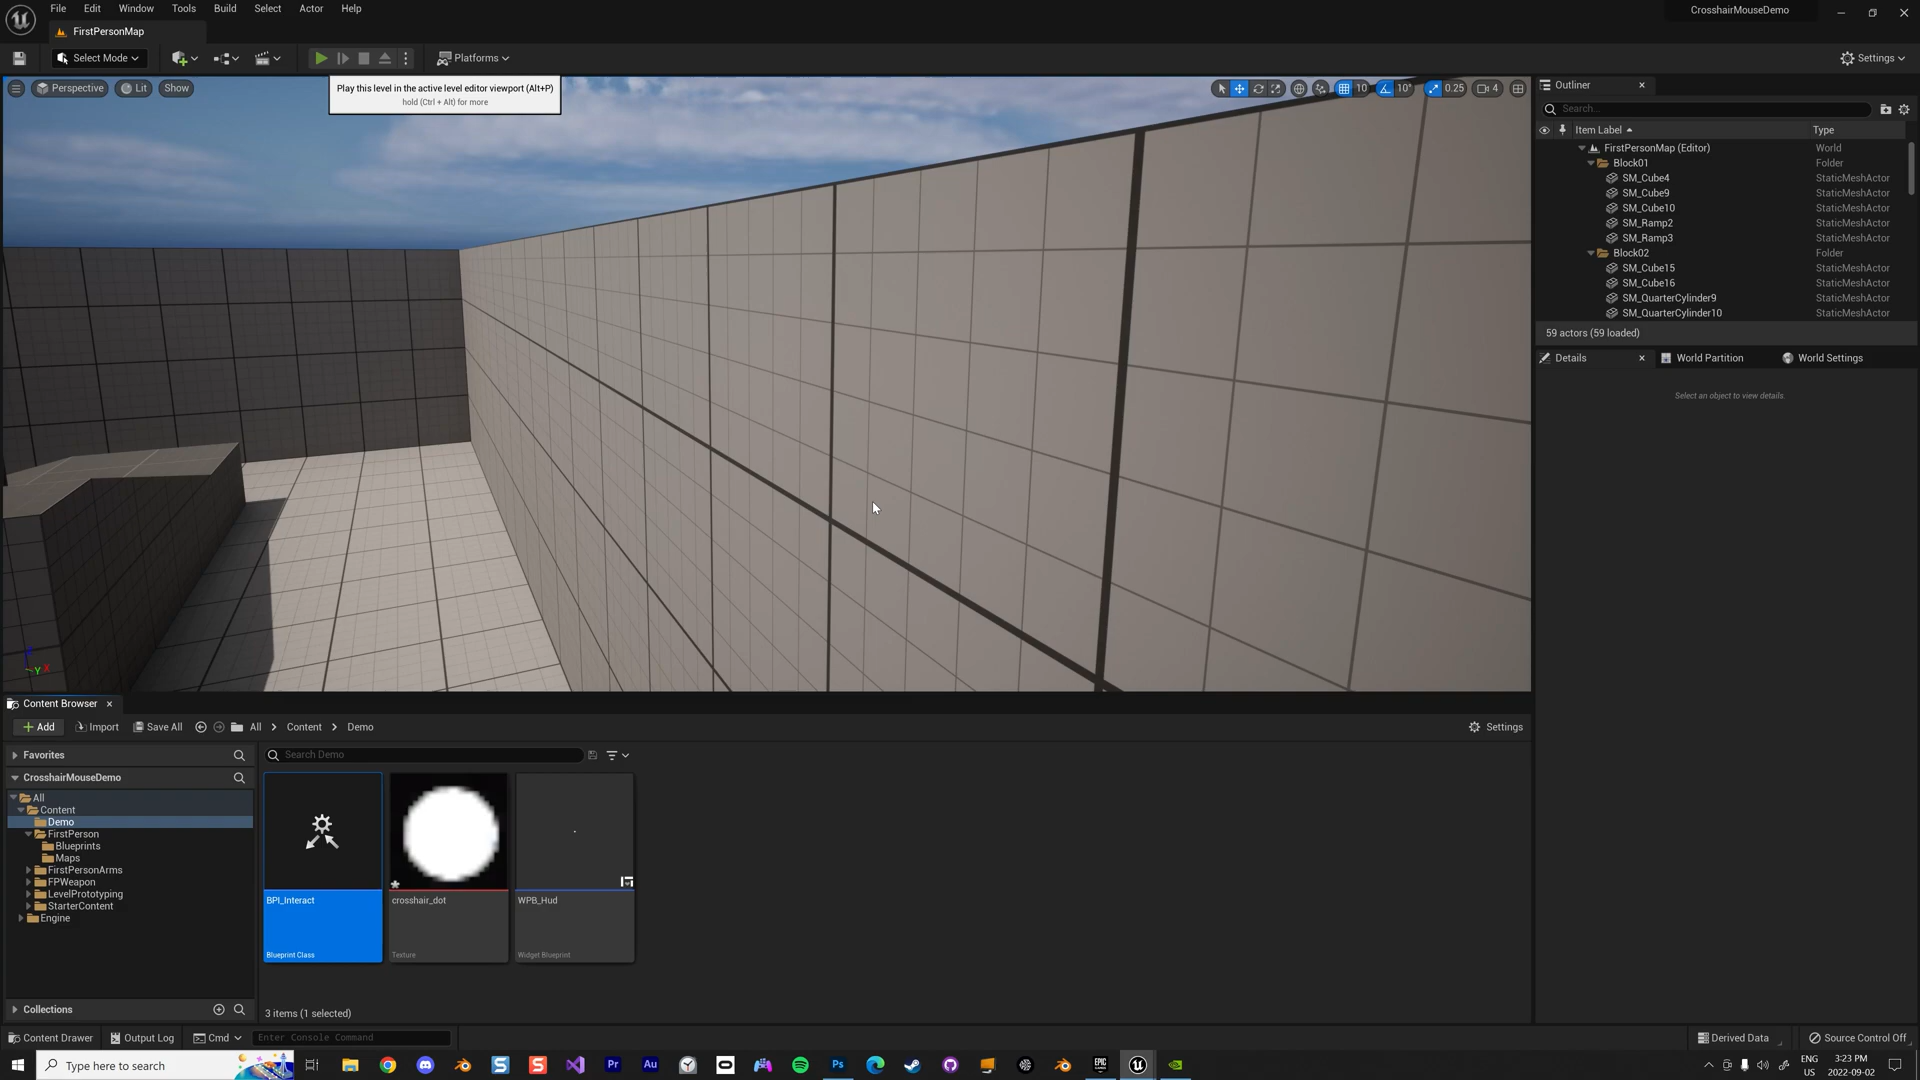 File Edit Window Tools Build Select Actor Help
CrosshairMouseDemo
FirstPersonMap
Select Mode
Platforms
Settings
Perspective
Lit
Show
Play this level in the active level editor viewport (Alt+P)
hold (Ctrl + Alt) for more
10
10°
0.25
4
Outliner
Search...
Item Label
Type
FirstPersonMap (Editor) World
Block01 Folder
SM_Cube4 StaticMeshActor
SM_Cube9 StaticMeshActor
SM_Cube10 StaticMeshActor
SM_Ramp2 StaticMeshActor
SM_Ramp3 StaticMeshActor
Block02 Folder
SM_Cube15 StaticMeshActor
SM_Cube16 StaticMeshActor
SM_QuarterCylinder9 StaticMeshActor
SM_QuarterCylinder10 StaticMeshActor
59 actors (59 loaded)
Details
World Partition
World Settings
Select an object to view details.
Z
Y X
Content Browser
Add
Import
Save All
All > Content > Demo
Settings
Favorites
CrosshairMouseDemo
All
Content
Demo
FirstPerson
Blueprints
Maps
FirstPersonArms
FPWeapon
LevelPrototyping
StarterContent
Engine
Collections
Search Demo
BPI_Interact
Blueprint Class
crosshair_dot
Texture
WPB_Hud
Widget Blueprint
3 items (1 selected)
Content Drawer
Output Log
Cmd
Enter Console Command
Derived Data
Source Control Off
Type here to search
Pr
Au
Ps
EPIC
GAMES
ENG
US
3:23 PM
2022-09-02